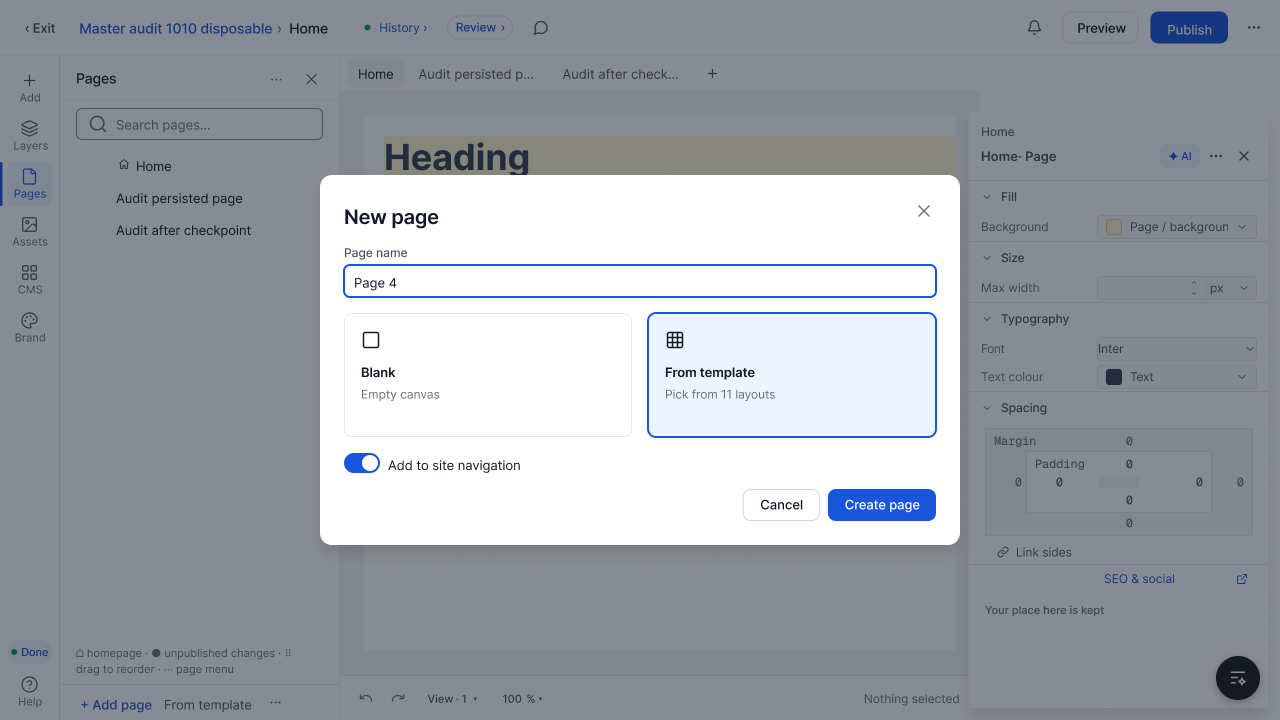 ‹ Exit
Master audit 1010 disposable › Home
History ›
Review ›
Preview
Publish
Add
Layers
Pages
Assets
CMS
Brand
Done
Help
Pages
Search pages...
Home
Audit persisted page
Audit after checkpoint
homepage · ● unpublished changes · ⠿
drag to reorder · ··· page menu
+ Add page
From template
Home
Audit persisted p...
Audit after check...
Heading
New page
Page name
Page 4
Blank
Empty canvas
From template
Pick from 11 layouts
Add to site navigation
Cancel
Create page
View · 1
100 %
Nothing selected
Home
Home· Page
AI
Fill
Background
Page / backgroun
Size
Max width
px
Typography
Font
Inter
Text colour
Text
Spacing
Margin
0
Padding
0
0
0
0
0
0
0
Link sides
SEO & social
Your place here is kept